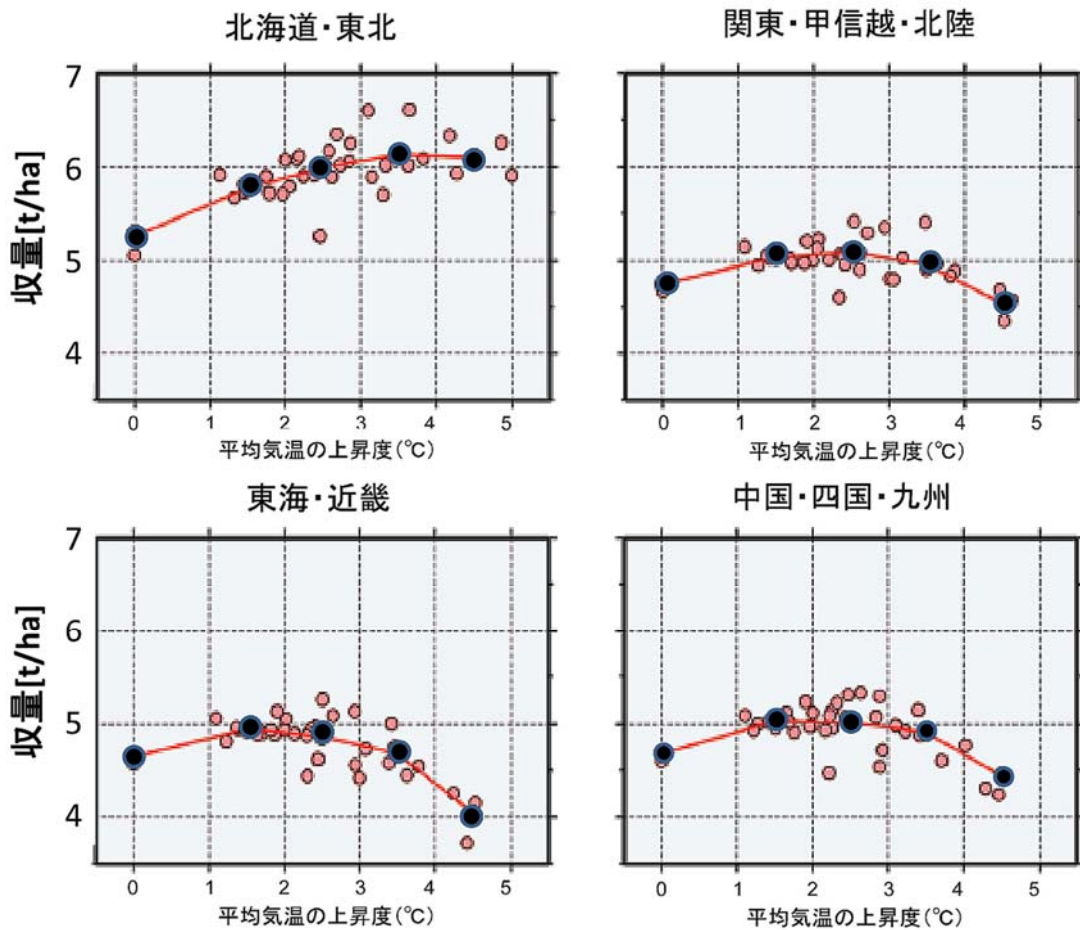 北海道・東北
関東・甲信越・北陸
収量[t/ha]
7
6
5
4
0 1 2 3 4 5
平均気温の上昇度(℃)
0 1 2 3 4 5
平均気温の上昇度(℃)
東海・近畿
中国・四国・九州
収量[t/ha]
7
6
5
4
0 1 2 3 4 5
平均気温の上昇度(℃)
0 1 2 3 4 5
平均気温の上昇度(℃)